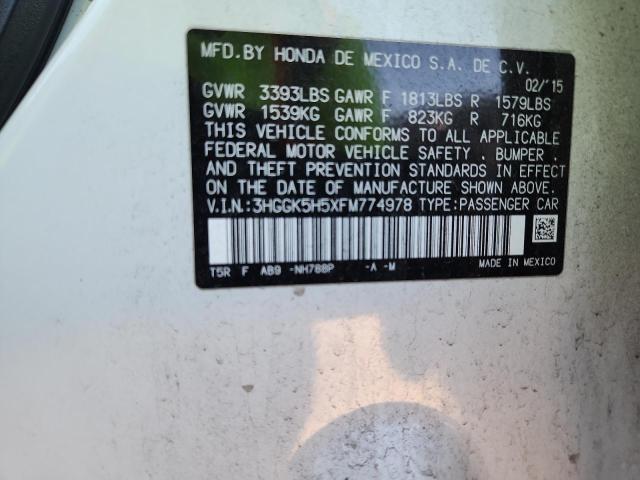 MFD. BY HONDA DE MEXICO S.A. DE C.V.
02/'15
GVWR 3393LBS GAWR F 1813LBS R 1579LBS
GVWR 1539KG GAWR F 823KG R 716KG
THIS VEHICLE CONFORMS TO ALL APPLICABLE
FEDERAL MOTOR VEHICLE SAFETY , BUMPER ,
AND THEFT PREVENTION STANDARDS IN EFFECT
ON THE DATE OF MANUFACTURE SHOWN ABOVE.
V.I.N.:3HGGK5H5XFM774978 TYPE:PASSENGER CAR
T5R F AB9 -NH788P -A -M
MADE IN MEXICO